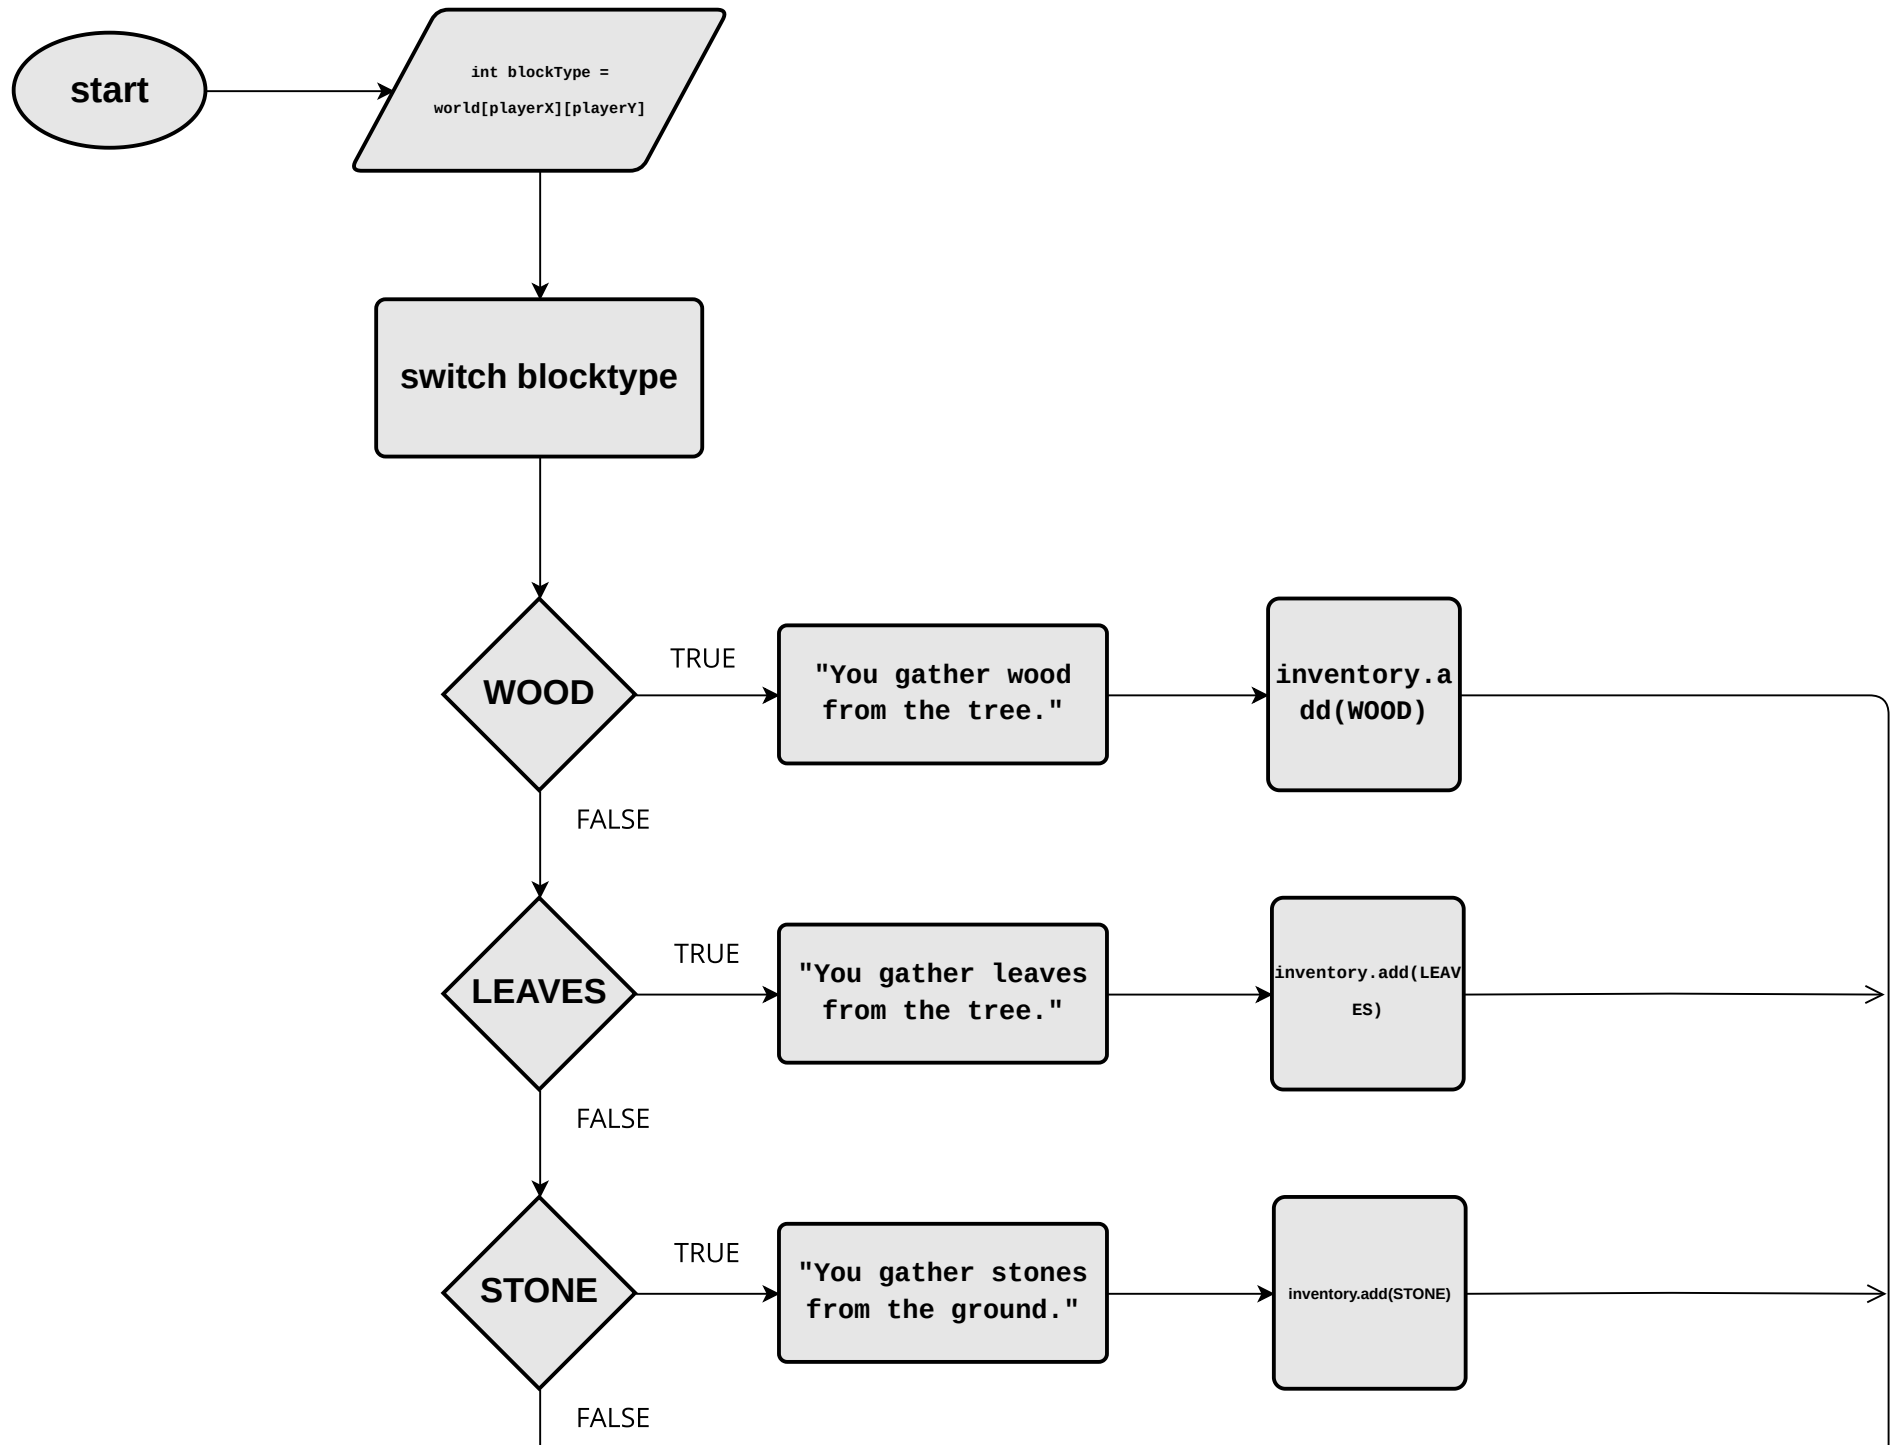 start
int blockType =
world[playerX][playerY]
switch blocktype
WOOD
TRUE
"You gather wood
from the tree."
inventory.a
dd(WOOD)
FALSE
LEAVES
TRUE
"You gather leaves
from the tree."
inventory.add(LEAV
ES)
FALSE
STONE
TRUE
"You gather stones
from the ground."
inventory.add(STONE)
FALSE